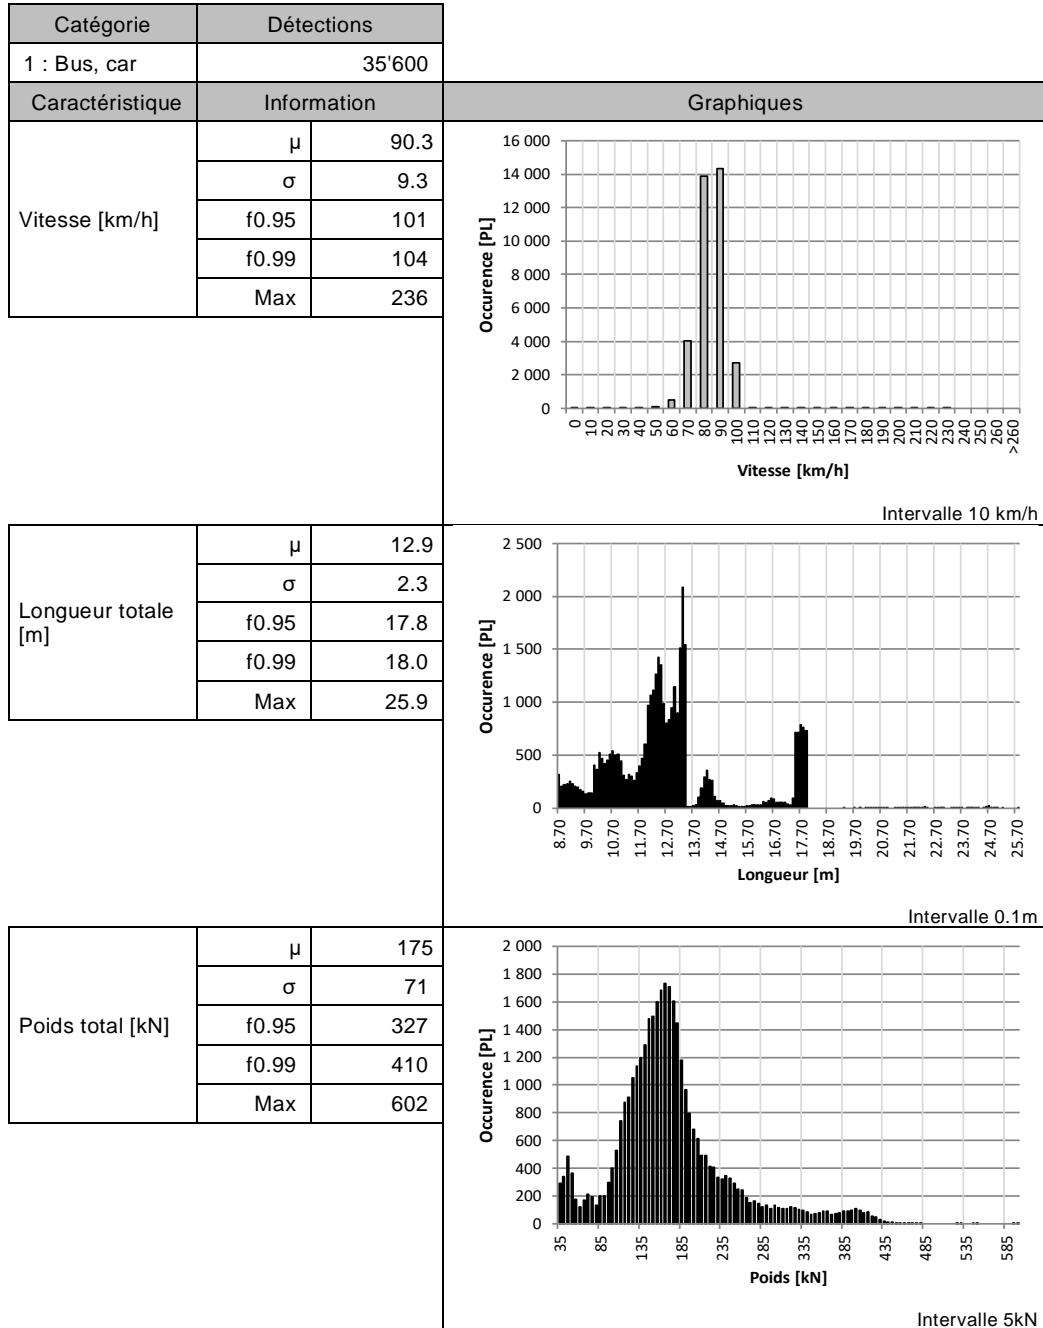 Catégorie Détections
1 : Bus, car 35'600
Caractéristique Information Graphiques
Vitesse [km/h]
µ 90.3
σ 9.3
f0.95 101
f0.99 104
Max 236
16 000
14 000
12 000
10 000
8 000
6 000
4 000
2 000
0
Occurence [PL]
0 10 20 30 40 50 60 70 80 90 100 110 120 130 140 150 160 170 180 190 200 210 220 230 240 250 260 >260
Vitesse [km/h]
Intervalle 10 km/h
Longueur totale
[m]
µ 12.9
σ 2.3
f0.95 17.8
f0.99 18.0
Max 25.9
2 500
2 000
1 500
1 000
500
0
Occurence [PL]
8.70 9.70 10.70 11.70 12.70 13.70 14.70 15.70 16.70 17.70 18.70 19.70 20.70 21.70 22.70 23.70 24.70 25.70
Longueur [m]
Intervalle 0.1m
Poids total [kN]
µ 175
σ 71
f0.95 327
f0.99 410
Max 602
2 000
1 800
1 600
1 400
1 200
1 000
800
600
400
200
0
Occurence [PL]
35 85 135 185 235 285 335 385 435 485 535 585
Poids [kN]
Intervalle 5kN